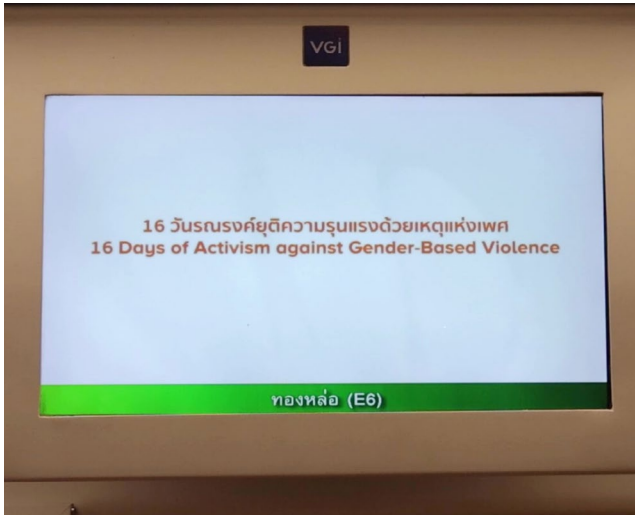 VGI
16 วันรณรงค์ยุติความรุนแรงด้วยเหตุแห่งเพศ
16 Days of Activism against Gender-Based Violence
ทองหล่อ (E6)